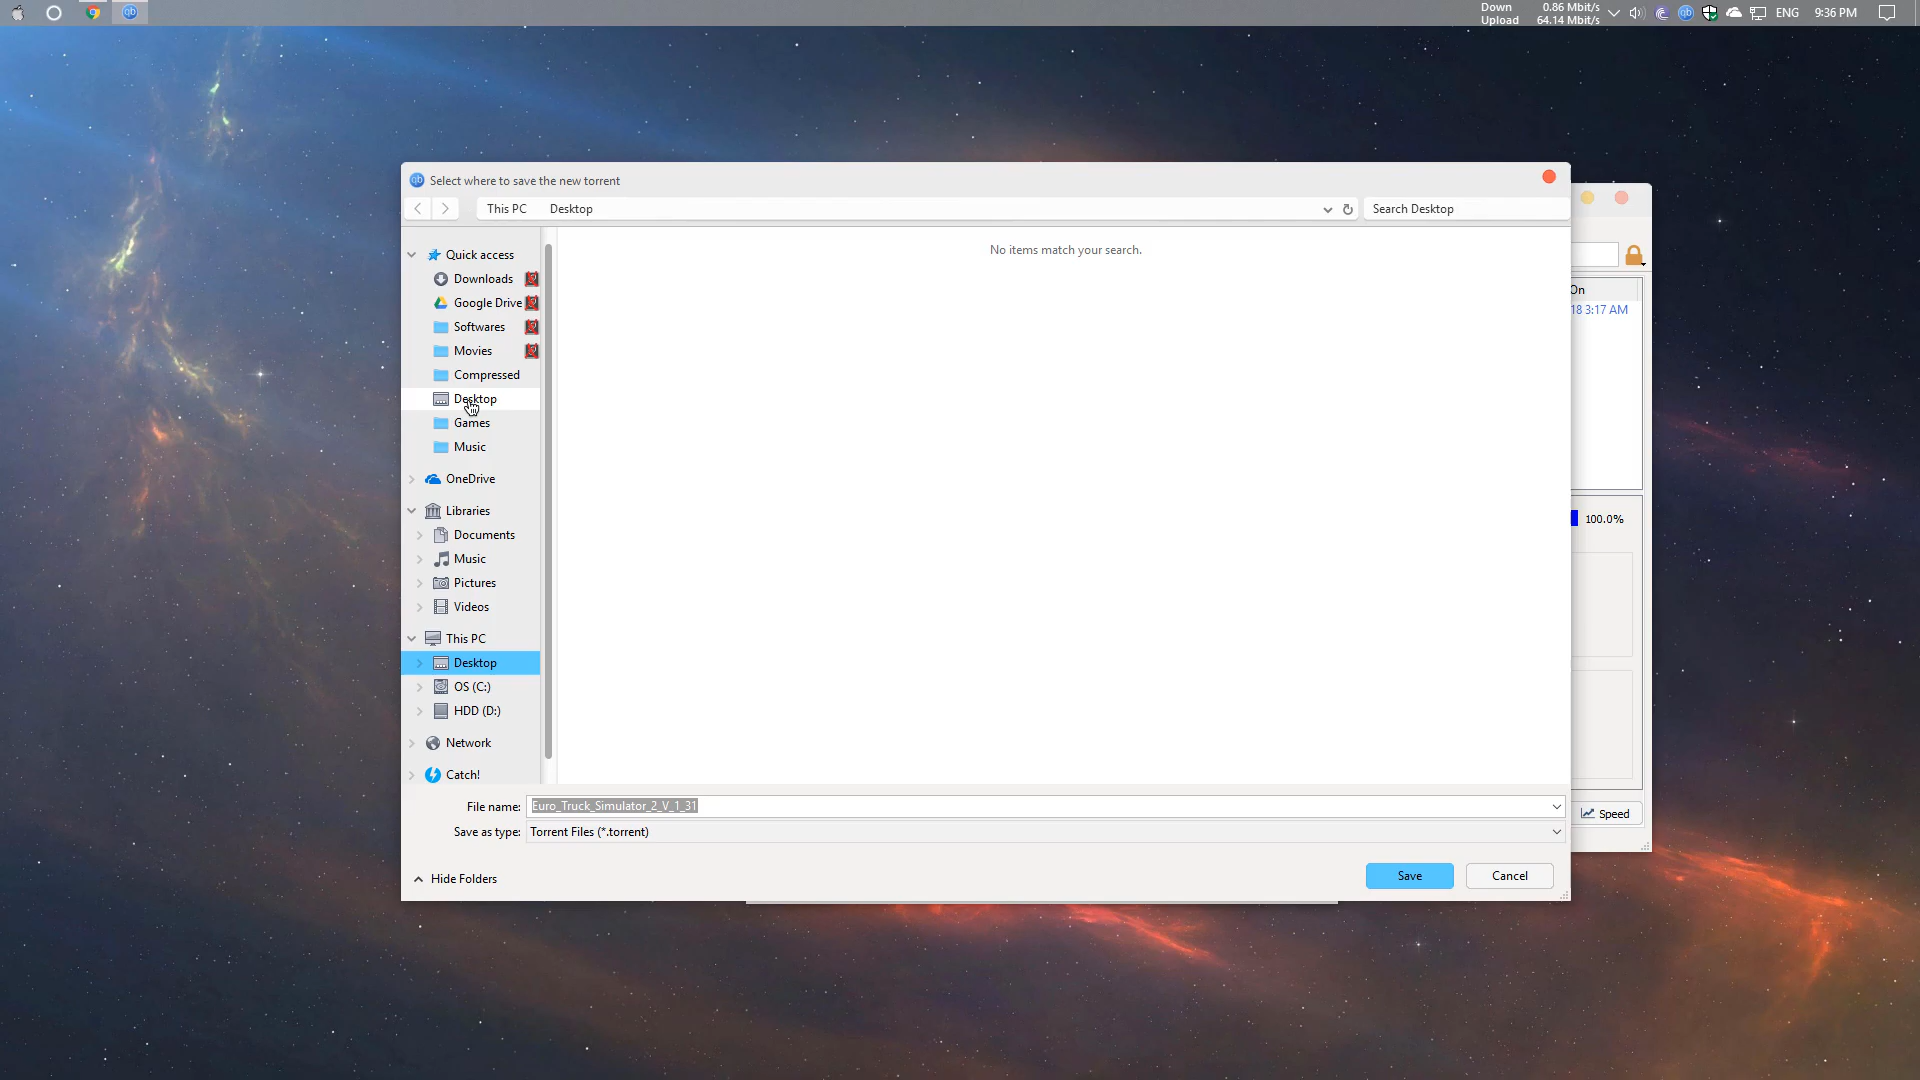 Down 0.86 Mbit/s
Upload 64.14 Mbit/s
ENG 9:36 PM
Select where to save the new torrent
This PC Desktop Search Desktop
No items match your search.
Quick access
Downloads
Google Drive
Softwares
Movies
Compressed
Desktop
Games
Music
OneDrive
Libraries
Documents
Music
Pictures
Videos
This PC
Desktop
OS (C:)
HDD (D:)
Network
Catch!
File name: Euro_Truck_Simulator_2_V_1_31
Save as type: Torrent Files (*.torrent)
Hide Folders
Save Cancel
On
18 3:17 AM
100.0%
Speed